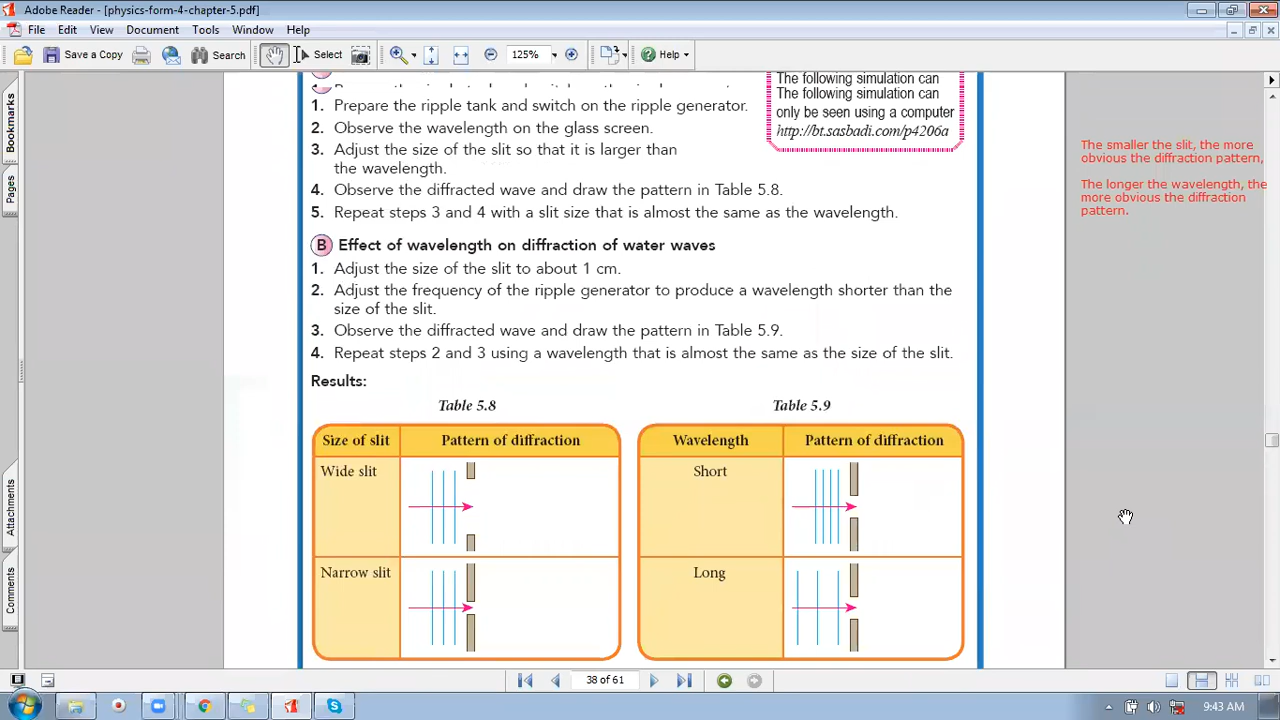 Adobe Reader - [physics-form-4-chapter-5.pdf]
File Edit View Document Tools Window Help
Save a Copy Search Select 125% Help
Bookmarks
Pages
Attachments
Comments
The following simulation can
The following simulation can
only be seen using a computer
http://bt.sasbadi.com/p4206a
1. Prepare the ripple tank and switch on the ripple generator.
2. Observe the wavelength on the glass screen.
3. Adjust the size of the slit so that it is larger than
the wavelength.
4. Observe the diffracted wave and draw the pattern in Table 5.8.
5. Repeat steps 3 and 4 with a slit size that is almost the same as the wavelength.
The smaller the slit, the more
obvious the diffraction pattern,
The longer the wavelength, the
more obvious the diffraction
pattern.
B Effect of wavelength on diffraction of water waves
1. Adjust the size of the slit to about 1 cm.
2. Adjust the frequency of the ripple generator to produce a wavelength shorter than the
size of the slit.
3. Observe the diffracted wave and draw the pattern in Table 5.9.
4. Repeat steps 2 and 3 using a wavelength that is almost the same as the size of the slit.
Results:
Table 5.8
Size of slit Pattern of diffraction
Wide slit
Narrow slit
Table 5.9
Wavelength Pattern of diffraction
Short
Long
38 of 61
9:43 AM